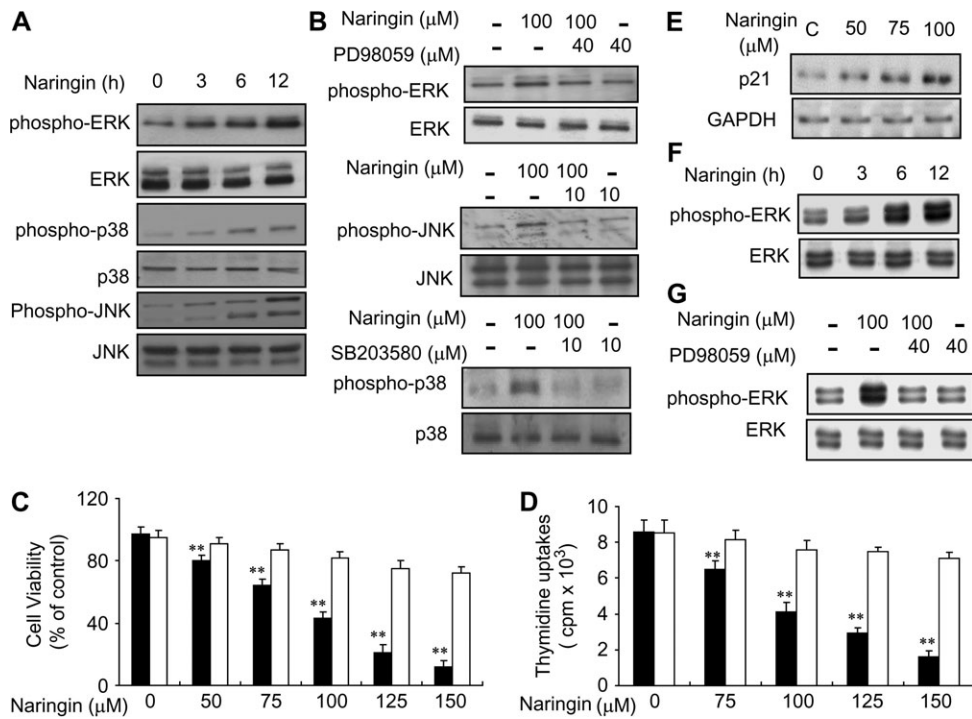 A
Naringin (h) 0 3 6 12
phospho-ERK
ERK
phospho-p38
p38
Phospho-JNK
JNK
B
Naringin (μM) - 100 100 -
PD98059 (μM) - - 40 40
phospho-ERK
ERK
Naringin (μM) - 100 100 -
- - 10 10
phospho-JNK
JNK
Naringin (μM) - 100 100 -
SB203580 (μM) - - 10 10
phospho-p38
p38
E
Naringin (μM) C 50 75 100
p21
GAPDH
F
Naringin (h) 0 3 6 12
phospho-ERK
ERK
G
Naringin (μM) - 100 100 -
PD98059 (μM) - - 40 40
phospho-ERK
ERK
C
Cell Viability
(% of control)
120
80
40
0
** ** ** ** **
Naringin (μM) 0 50 75 100 125 150
D
Thymidine uptakes
( cpm x 10³)
10
8
6
4
2
0
** ** ** **
Naringin (μM) 0 75 100 125 150